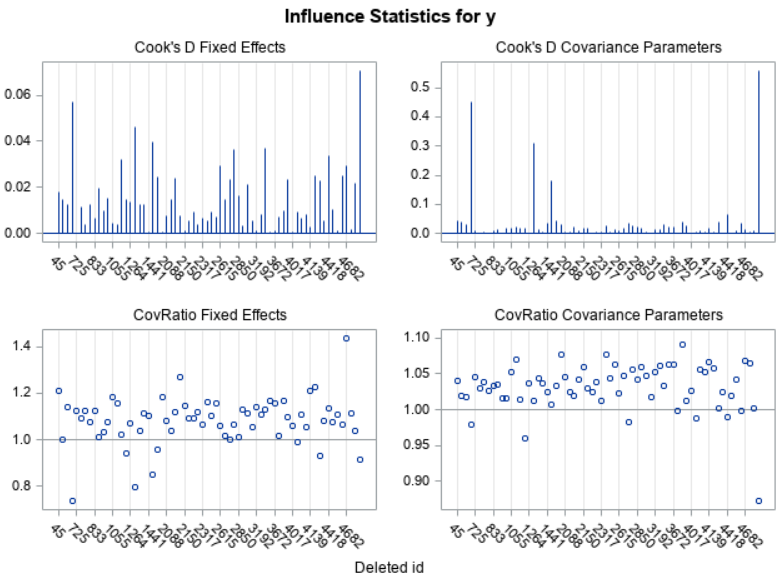 Influence Statistics for y
Cook's D Fixed Effects
0.06
0.04
0.02
0.00
45 725 833 1055 1264 1441 2088 2150 2317 2615 2850 3192 3672 4017 4139 4418 4682
Cook's D Covariance Parameters
0.5
0.4
0.3
0.2
0.1
0.0
45 725 833 1055 1264 1441 2088 2150 2317 2615 2850 3192 3672 4017 4139 4418 4682
CovRatio Fixed Effects
1.4
1.2
1.0
0.8
45 725 833 1055 1264 1441 2088 2150 2317 2615 2850 3192 3672 4017 4139 4418 4682
CovRatio Covariance Parameters
1.10
1.05
1.00
0.95
0.90
45 725 833 1055 1264 1441 2088 2150 2317 2615 2850 3192 3672 4017 4139 4418 4682
Deleted id